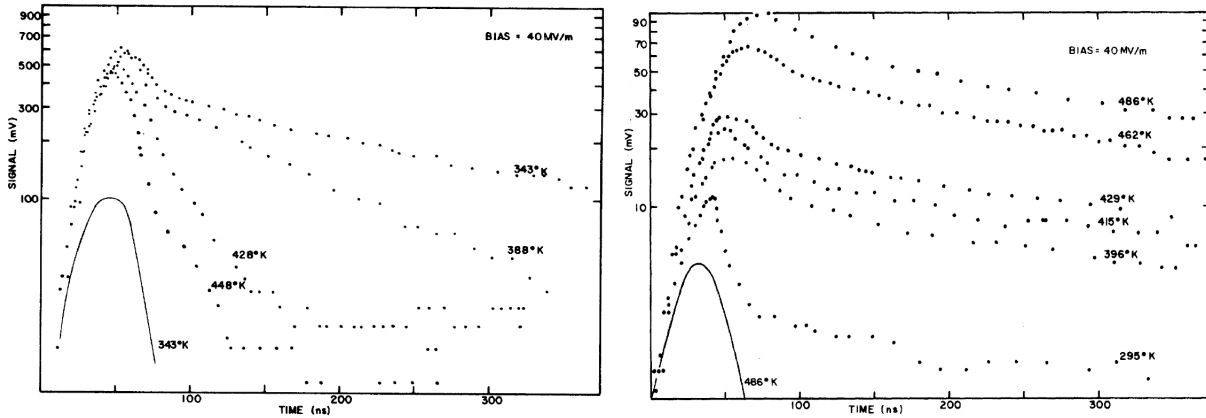 900
700
500
300
100
SIGNAL (mV)
BIAS = 40 MV/m
343°K
388°K
428°K
448°K
343°K
100
200
300
TIME (ns)
90
70
50
30
10
SIGNAL (mV)
BIAS = 40 MV/m
486°K
462°K
429°K
415°K
396°K
295°K
486°K
100
200
300
TIME (ns)